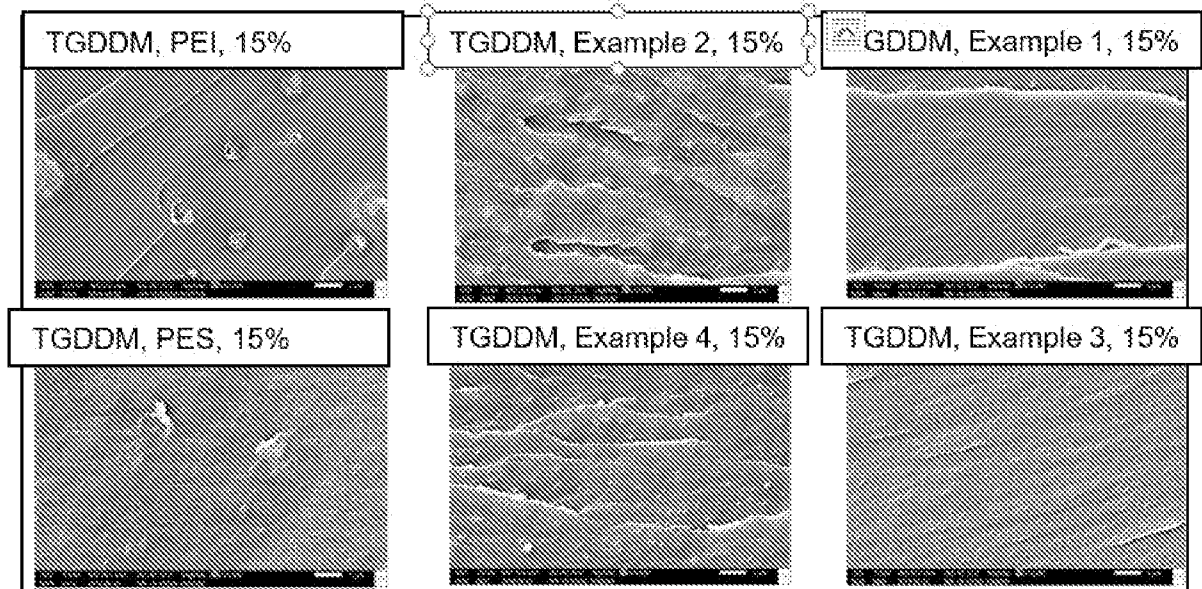 TGDDM, PEI, 15%
TGDDM, Example 2, 15%
GDDM, Example 1, 15%
TGDDM, PES, 15%
TGDDM, Example 4, 15%
TGDDM, Example 3, 15%